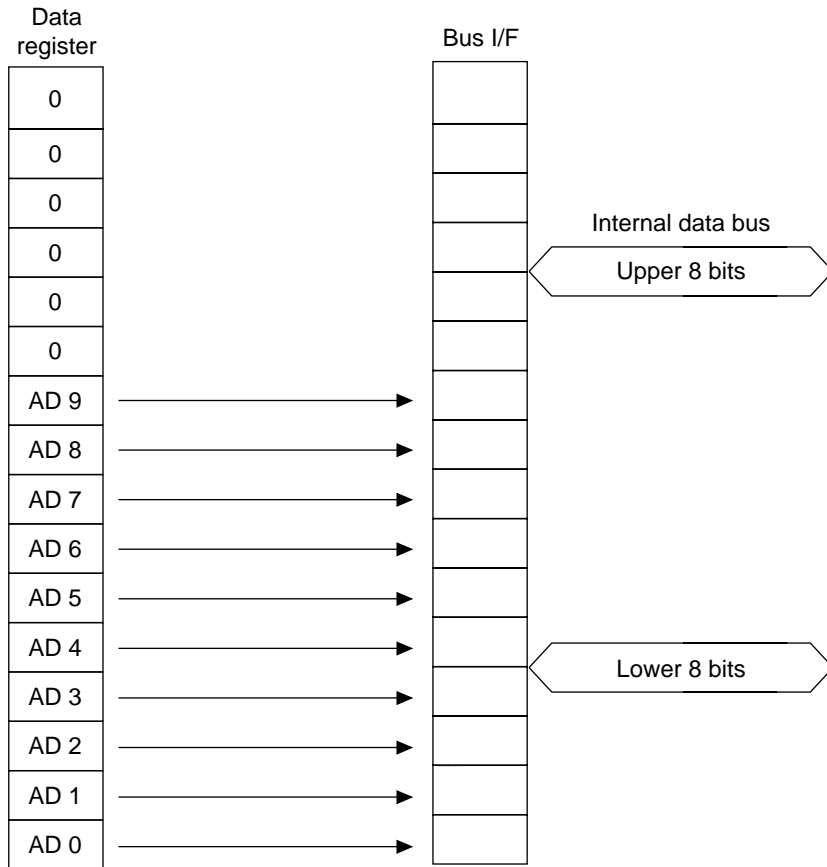 Data
register
Bus I/F
0
0
0
0
0
0
AD 9
AD 8
AD 7
AD 6
AD 5
AD 4
AD 3
AD 2
AD 1
AD 0
Internal data bus
Upper 8 bits
Lower 8 bits